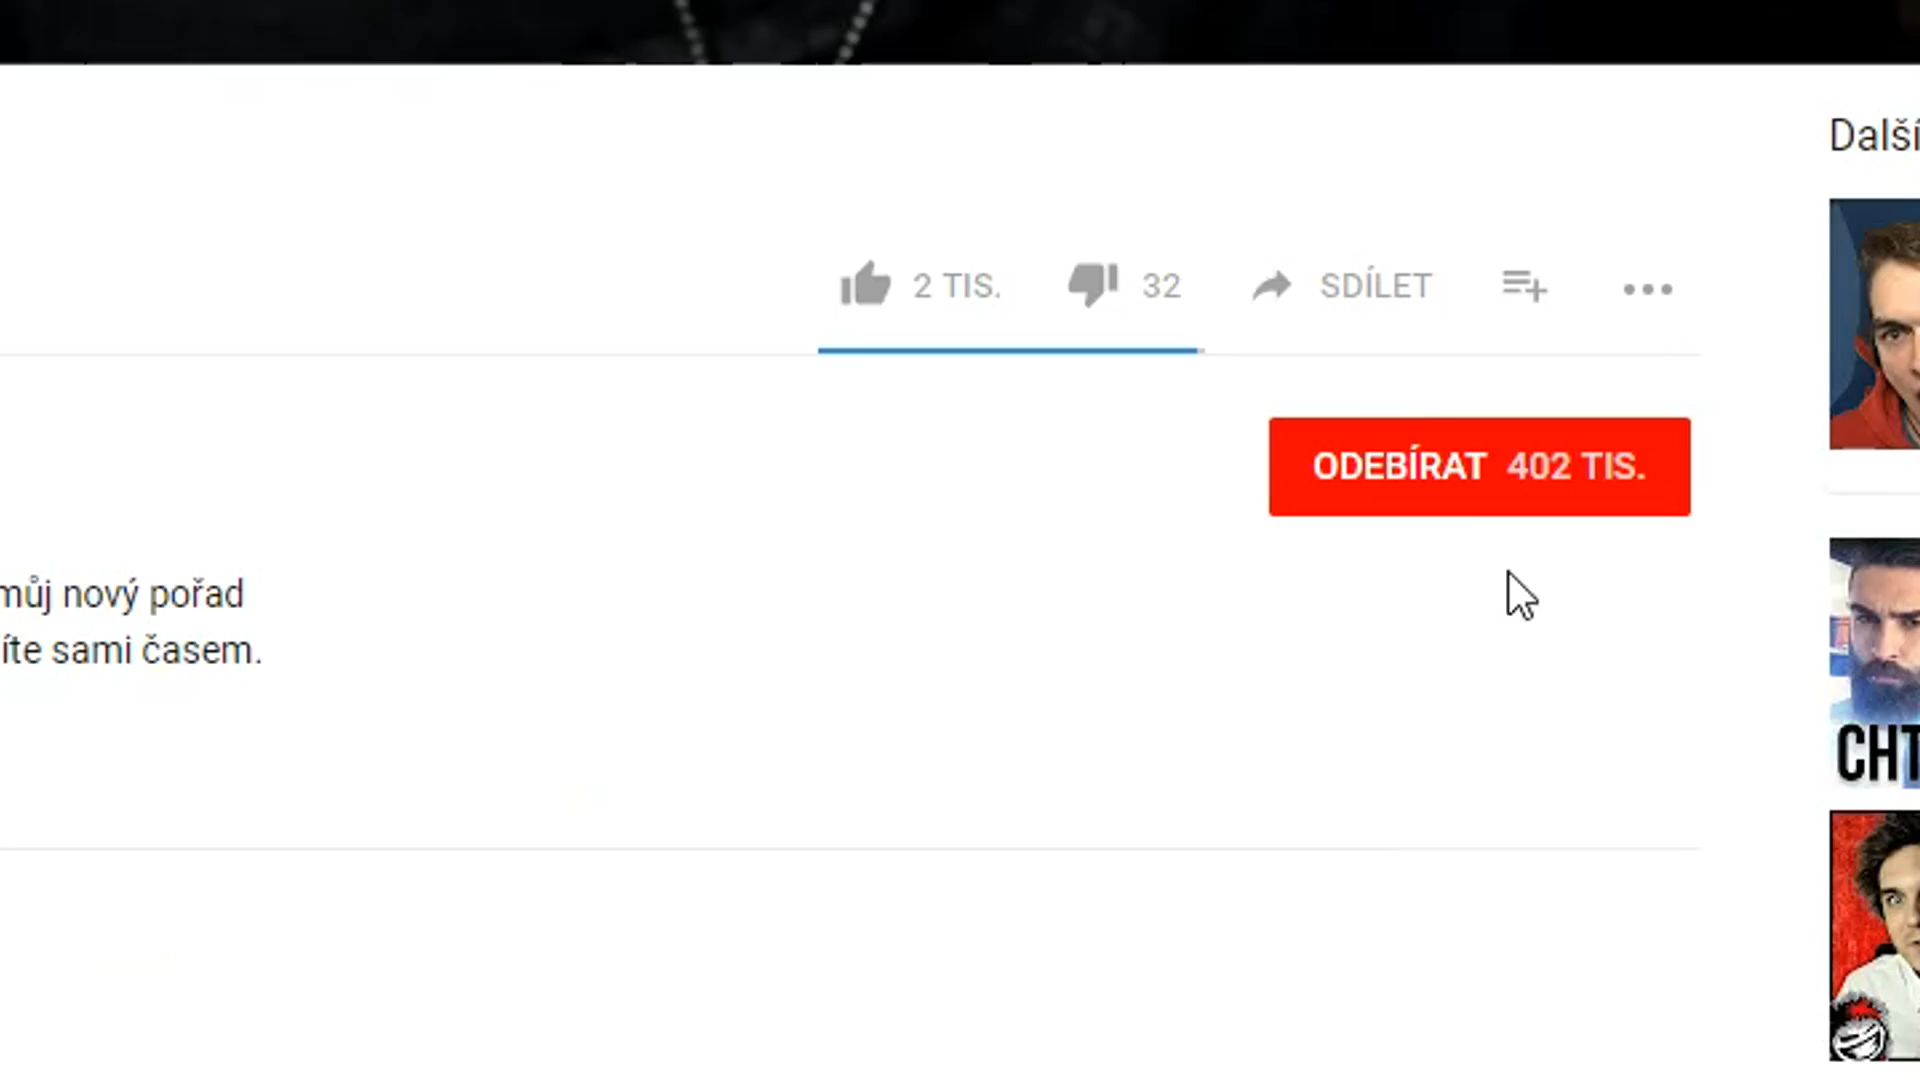 Další
2 TIS. 32 SDÍLET
ODEBÍRAT 402 TIS.
můj nový pořad
íte sami časem.
CHT